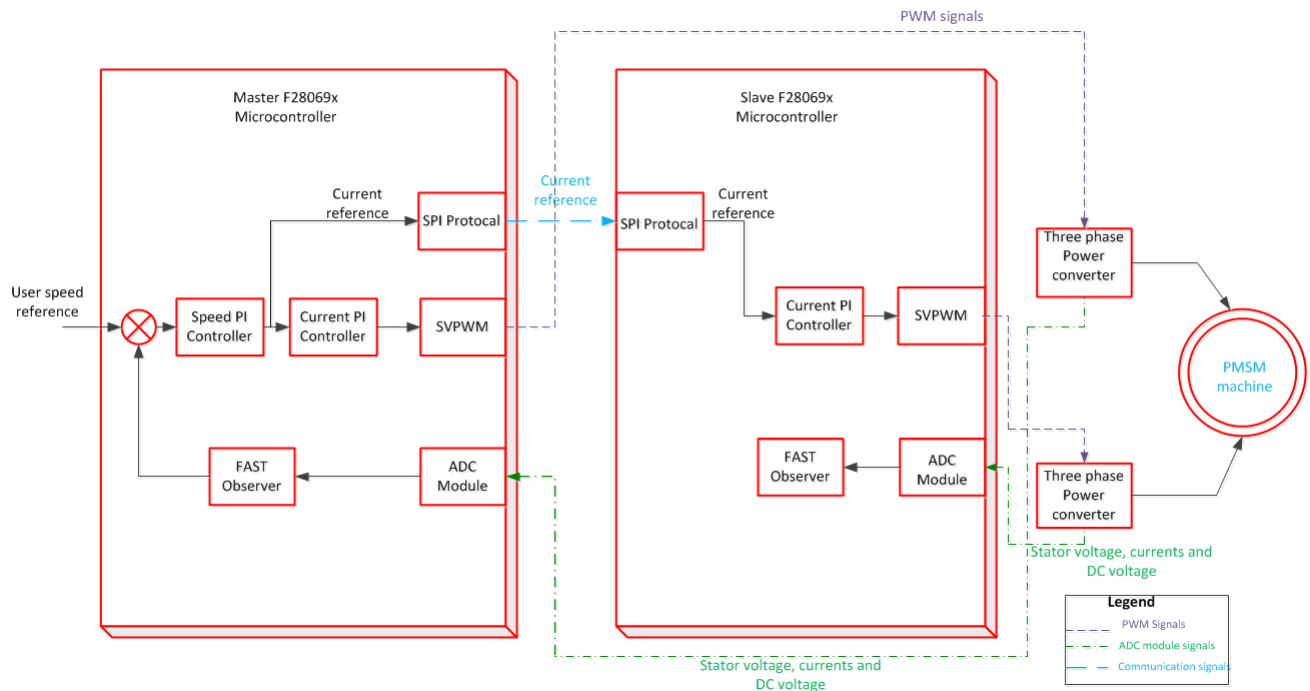 PWM signals
Master F28069x
Microcontroller
Slave F28069x
Microcontroller
Current
reference
SPI Protocal
Current
reference
SPI Protocal
Current
reference
Three phase
Power
converter
User speed
reference
Speed PI
Controller
Current PI
Controller
SVPWM
Current PI
Controller
SVPWM
PMSM
machine
FAST
Observer
ADC
Module
FAST
Observer
ADC
Module
Three phase
Power
converter
Stator voltage, currents and
DC voltage
Legend
PWM Signals
ADC module signals
Communication signals
Stator voltage, currents and
DC voltage